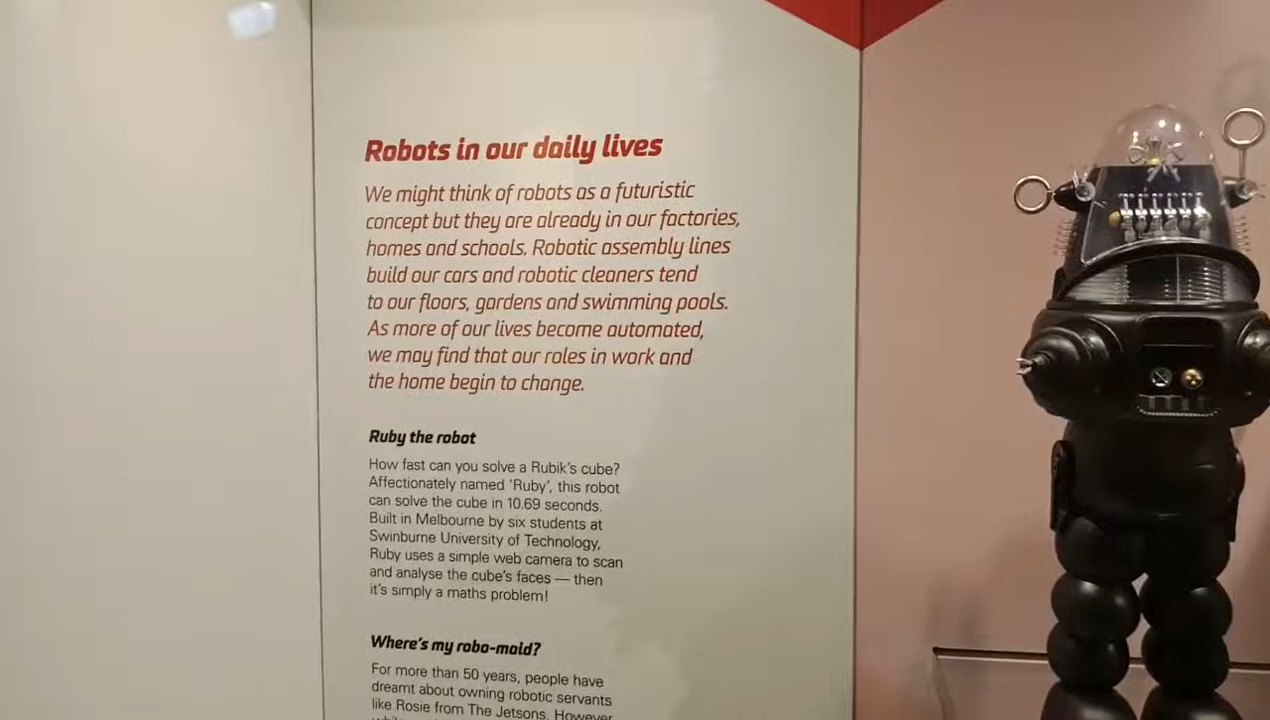 Robots in our daily lives
We might think of robots as a futuristic
concept but they are already in our factories,
homes and schools. Robotic assembly lines
build our cars and robotic cleaners tend
to our floors, gardens and swimming pools.
As more of our lives become automated,
we may find that our roles in work and
the home begin to change.
Ruby the robot
How fast can you solve a Rubik's cube?
Affectionately named 'Ruby', this robot
can solve the cube in 10.69 seconds.
Built in Melbourne by six students at
Swinburne University of Technology,
Ruby uses a simple web camera to scan
and analyse the cube's faces — then
it's simply a maths problem!
Where's my robo-maid?
For more than 50 years, people have
dreamt about owning robotic servants
like Rosie from The Jetsons. However